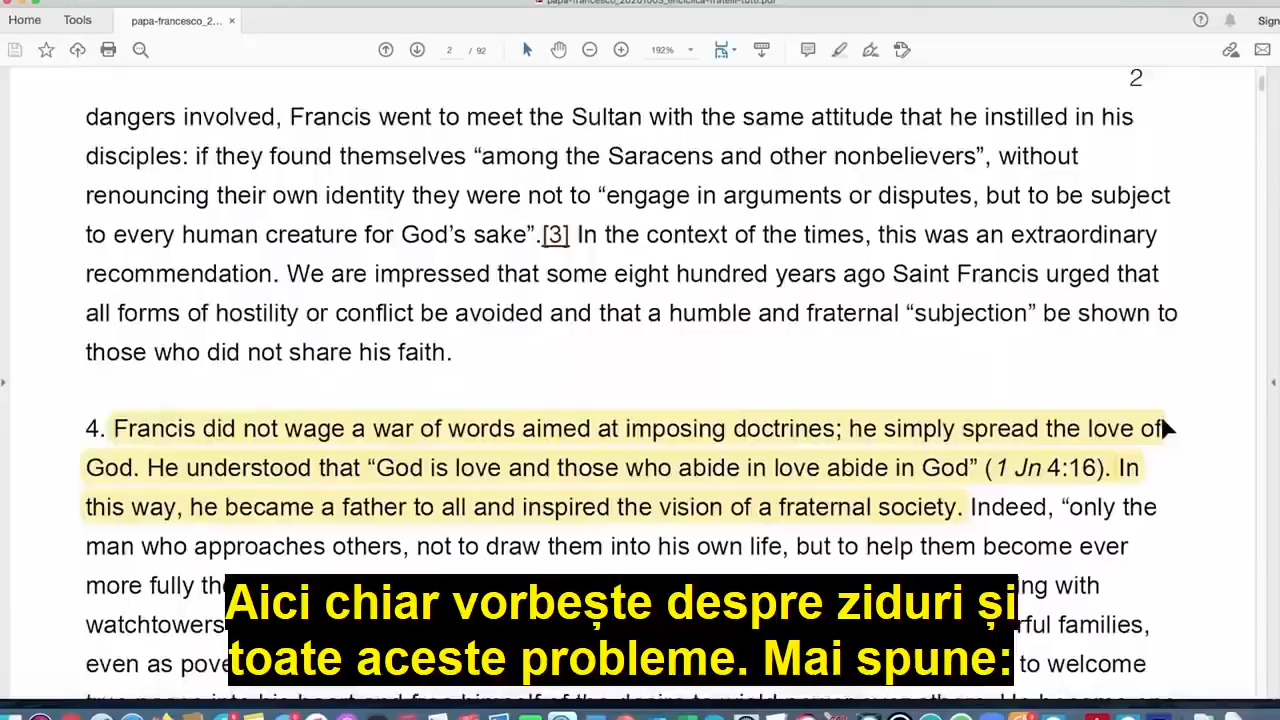 papa-francesco_20201003_enciclica-fratelli-tutti.pdf
Home Tools papa-francesco_2... × Sign
2 / 92 192%
2
dangers involved, Francis went to meet the Sultan with the same attitude that he instilled in his
disciples: if they found themselves “among the Saracens and other nonbelievers”, without
renouncing their own identity they were not to “engage in arguments or disputes, but to be subject
to every human creature for God’s sake”.[3] In the context of the times, this was an extraordinary
recommendation. We are impressed that some eight hundred years ago Saint Francis urged that
all forms of hostility or conflict be avoided and that a humble and fraternal “subjection” be shown to
those who did not share his faith.
4. Francis did not wage a war of words aimed at imposing doctrines; he simply spread the love of
God. He understood that “God is love and those who abide in love abide in God” (1 Jn 4:16). In
this way, he became a father to all and inspired the vision of a fraternal society. Indeed, “only the
man who approaches others, not to draw them into his own life, but to help them become ever
more fully with
watchtowers families,
even as to welcome
Aici chiar vorbește despre ziduri și
toate aceste probleme. Mai spune: